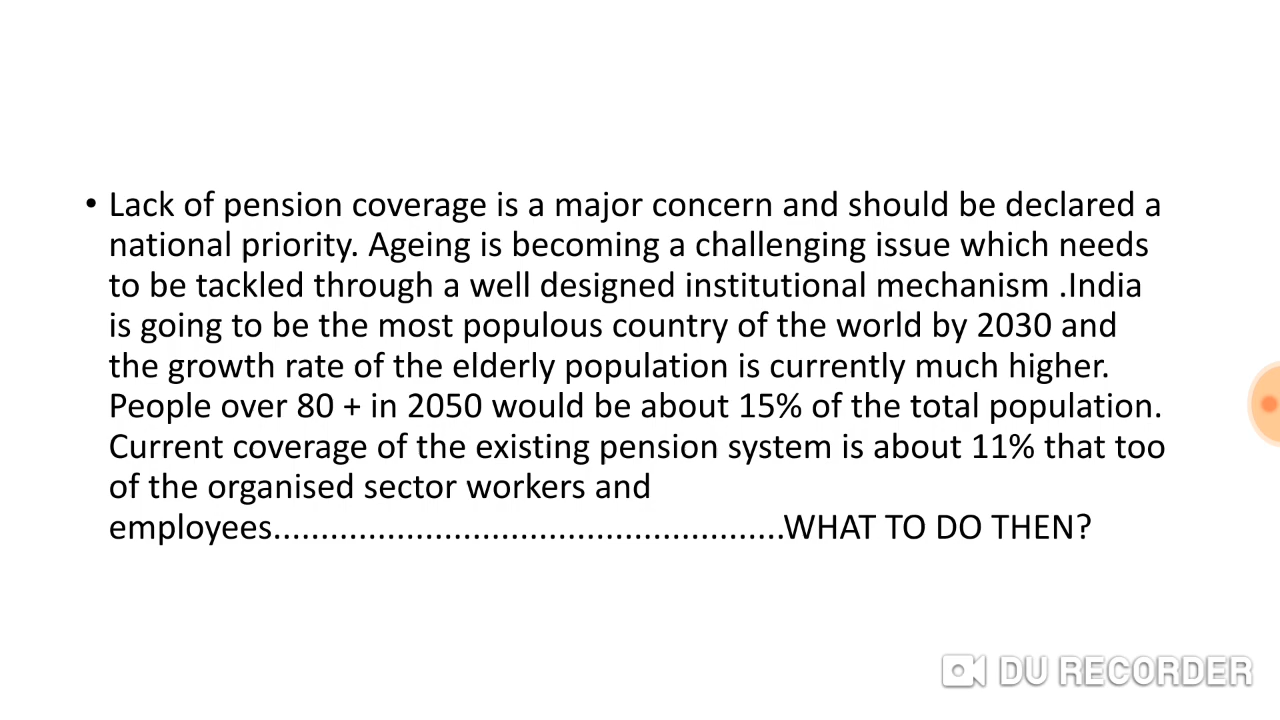 • Lack of pension coverage is a major concern and should be declared a
national priority. Ageing is becoming a challenging issue which needs
to be tackled through a well designed institutional mechanism .India
is going to be the most populous country of the world by 2030 and
the growth rate of the elderly population is currently much higher.
People over 80 + in 2050 would be about 15% of the total population.
Current coverage of the existing pension system is about 11% that too
of the organised sector workers and
employees......................................................WHAT TO DO THEN?
DU RECORDER